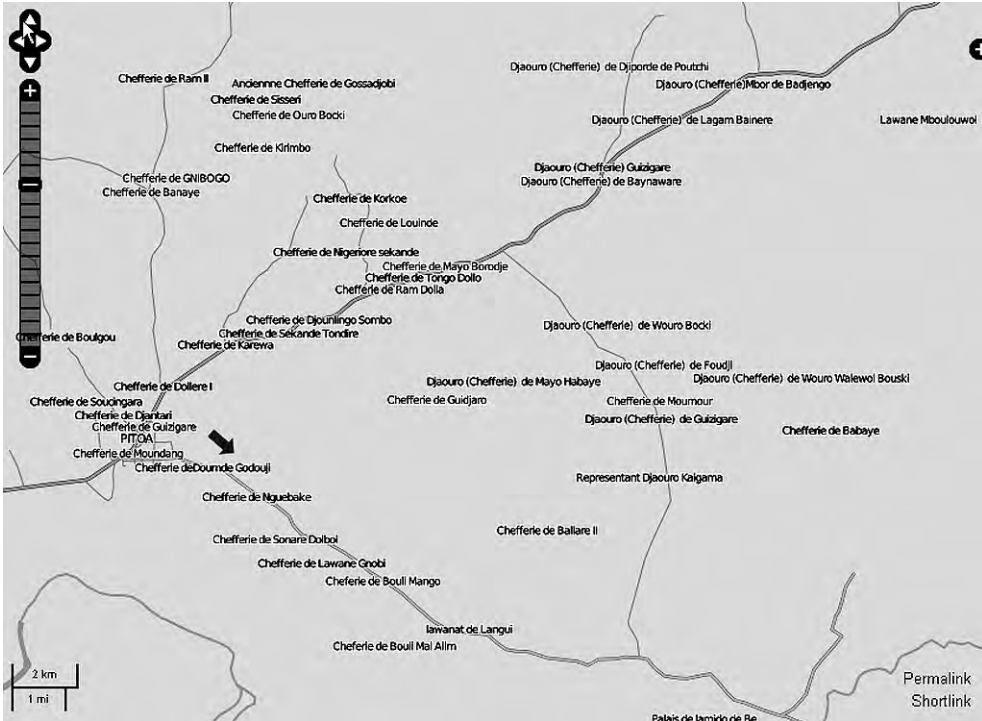 Djaouro (Chefferie) de Djiporde de Poutchi
Chefferie de Ram II
Anciennne Chefferie de Gossadjobi
Djaouro (Chefferie)Mbor de Badjengo
Chefferie de Sisseri
Chefferie de Ouro Bocki
Djaouro (Chefferie) de Lagam Bainere
Lawane Mboulouwoi
Chefferie de Kirimbo
Djaouro (Chefferie) Guizigare
Chefferie de GNIBOGO
Djaouro (Chefferie) de Baynaware
Chefferie de Banaye
Chefferie de Korkoe
Chefferie de Louinde
Chefferie de Nigeriore sekande
Chefferie de Mayo Borodje
Chefferie de Tongo Dollo
Chefferie de Ram Dolla
Chefferie de Djounlingo Sombo
Djaouro (Chefferie) de Wouro Bocki
Chefferie de Sekande Tondire
Chefferie de Boulgou
Chefferie de Karewa
Djaouro (Chefferie) de Foudji
Djaouro (Chefferie) de Wouro Walewol Bouski
Djaouro (Chefferie) de Mayo Habaye
Chefferie de Dollere I
Chefferie de Guidjaro
Chefferie de Moumour
Chefferie de Soucingara
Chefferie de Djantari
Djaouro (Chefferie) de Guizigare
Chefferie de Guizigare
Chefferie de Babaye
PITOA
Chefferie de Moundang
Chefferie deDoumde Godouji
Representant Djaouro Kaigama
Chefferie de Nguebake
Chefferie de Ballare II
Chefferie de Sonare Dolboi
Chefferie de Lawane Gnobi
Cheferie de Bouli Mango
lawanat de Langui
Cheferie de Bouli Mal Alim
2 km
1 mi
Permalink
Shortlink
Palais de lamido de Be